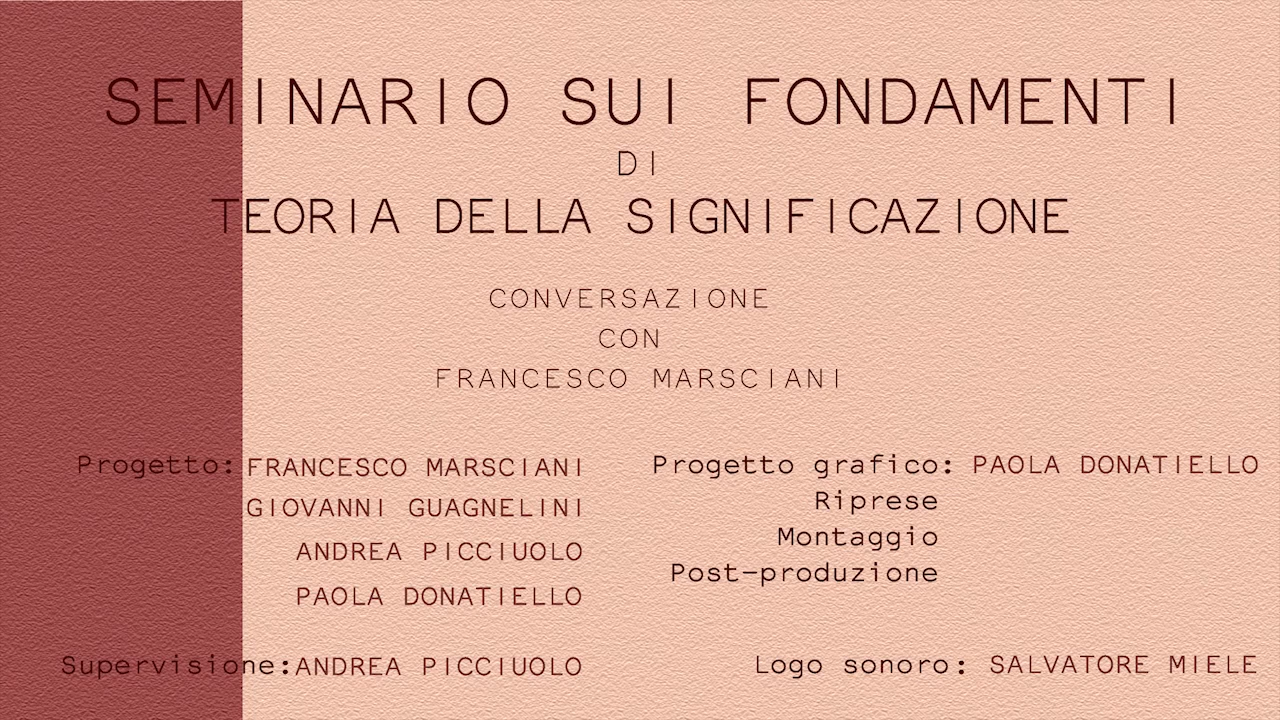 SEMINARIO SUI FONDAMENTI
DI
TEORIA DELLA SIGNIFICAZIONE
CONVERSAZIONE
CON
FRANCESCO MARSCIANI
Progetto: FRANCESCO MARSCIANI
GIOVANNI GUAGNELINI
ANDREA PICCIUOLO
PAOLA DONATIELLO
Supervisione: ANDREA PICCIUOLO
Progetto grafico: PAOLA DONATIELLO
Riprese
Montaggio
Post-produzione
Logo sonoro: SALVATORE MIELE